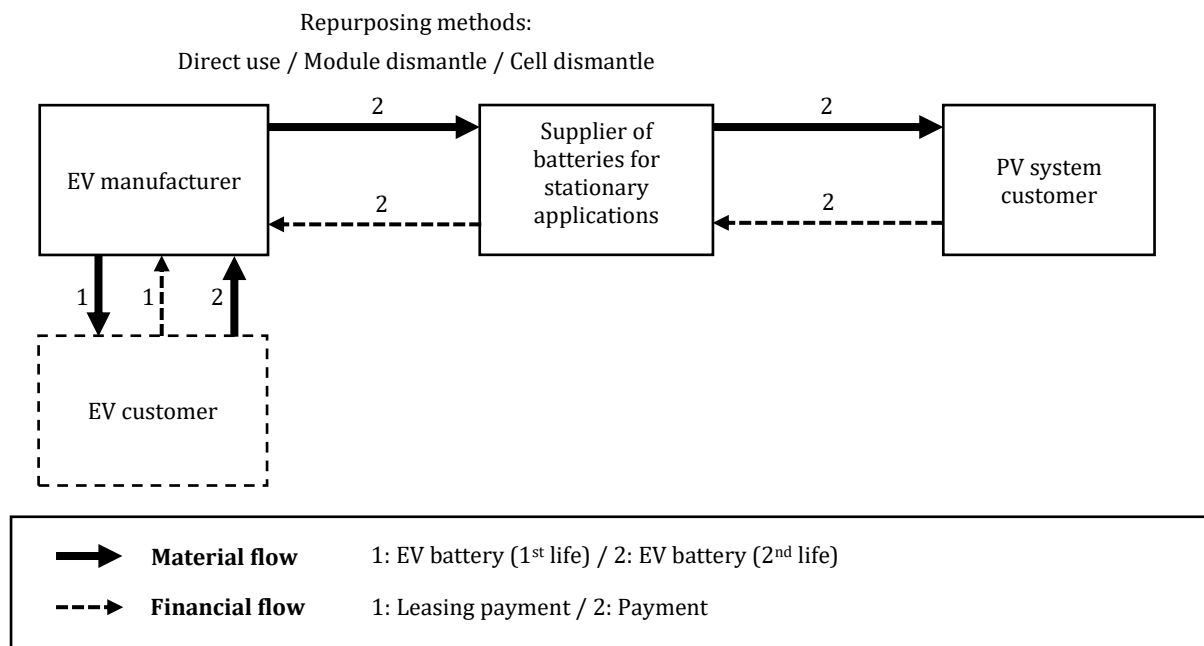 Repurposing methods:
Direct use / Module dismantle / Cell dismantle
2
2
EV manufacturer
Supplier of
batteries for
stationary
applications
PV system
customer
2
2
1
1
2
EV customer
Material flow 1: EV battery (1st life) / 2: EV battery (2nd life)
Financial flow 1: Leasing payment / 2: Payment